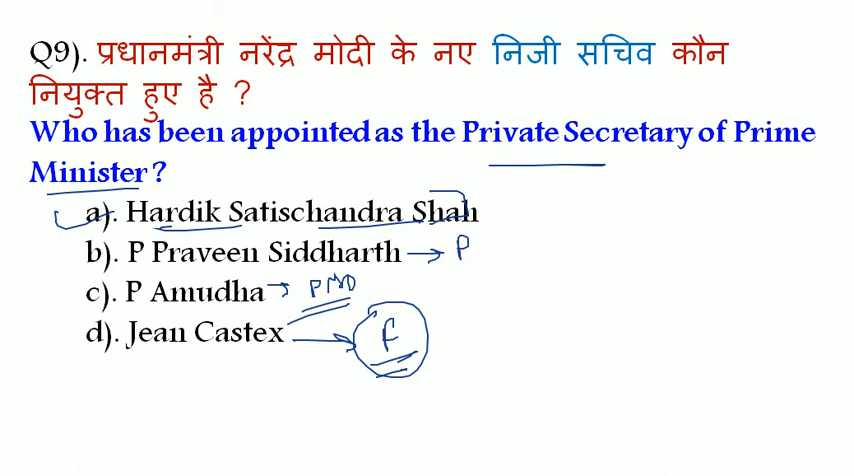 Q9). प्रधानमंत्री नरेंद्र मोदी के नए निजी सचिव कौन
नियुक्त हुए है ?
Who has been appointed as the Private Secretary of Prime
Minister ?
a). Hardik Satischandra Shah
b). P Praveen Siddharth → P
c). P Amudha → PMO
d). Jean Castex → F